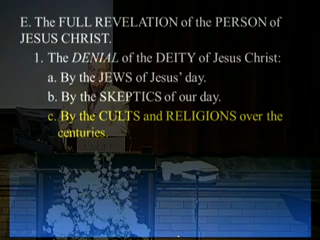 E. The FULL REVELATION of the PERSON of
JESUS CHRIST.
1. The DENIAL of the DEITY of Jesus Christ:
a. By the JEWS of Jesus’ day.
b. By the SKEPTICS of our day.
c. By the CULTS and RELIGIONS over the
centuries.